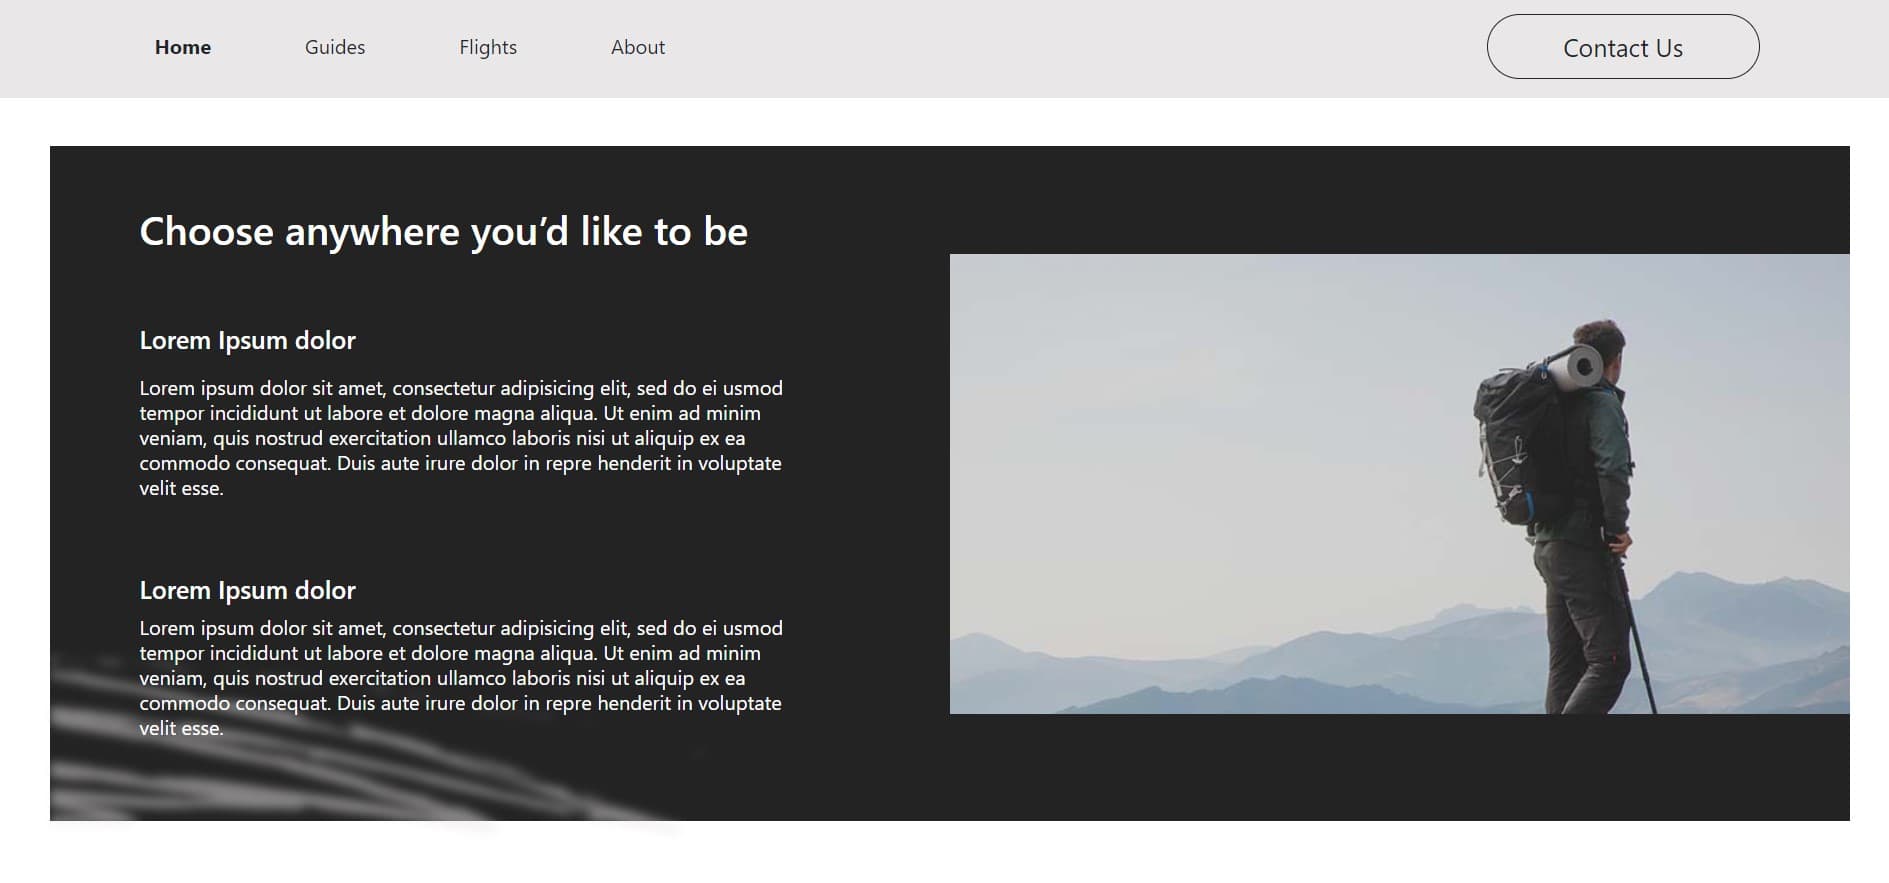 Home Guides Flights About Contact Us
Choose anywhere you’d like to be
Lorem Ipsum dolor
Lorem ipsum dolor sit amet, consectetur adipisicing elit, sed do ei usmod
tempor incididunt ut labore et dolore magna aliqua. Ut enim ad minim
veniam, quis nostrud exercitation ullamco laboris nisi ut aliquip ex ea
commodo consequat. Duis aute irure dolor in repre henderit in voluptate
velit esse.
Lorem Ipsum dolor
Lorem ipsum dolor sit amet, consectetur adipisicing elit, sed do ei usmod
tempor incididunt ut labore et dolore magna aliqua. Ut enim ad minim
veniam, quis nostrud exercitation ullamco laboris nisi ut aliquip ex ea
commodo consequat. Duis aute irure dolor in repre henderit in voluptate
velit esse.